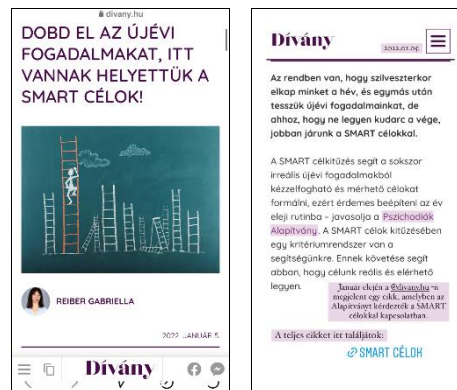 divany.hu
DOBD EL AZ ÚJÉVI
FOGADALMAKAT, ITT
VANNAK HELYETTÜK A
SMART CÉLOK!
REIBER GABRIELLA
2022. JANUÁR 5.
Dívány
Dívány
2022.01.05.
Az rendben van, hogy szilveszterkor
elkap minket a hév, és egymás után
tesszük újévi fogadalmainkat, de
ahhoz, hogy ne legyen kudarc a vége,
jobban járunk a SMART célokkal.
A SMART célkitűzés segít a sokszor
irreális újévi fogadalmakból
kézzelfogható és mérhető célokat
formálni, ezért érdemes beépíteni az év
eleji rutinba – javasolja a Pszichodiók
Alapítvány. A SMART célok kitűzésében
egy kritériumrendszer van a
segítségünkre. Ennek követése segít
abban, hogy célunk reális és elérhető
legyen.
Január elején a @divany.hu-n
megjelent egy cikk, amelyben az
Alapítványt kérdezték a SMART
célokkal kapcsolatban.
A teljes cikket itt találjátok:
SMART CÉLOK